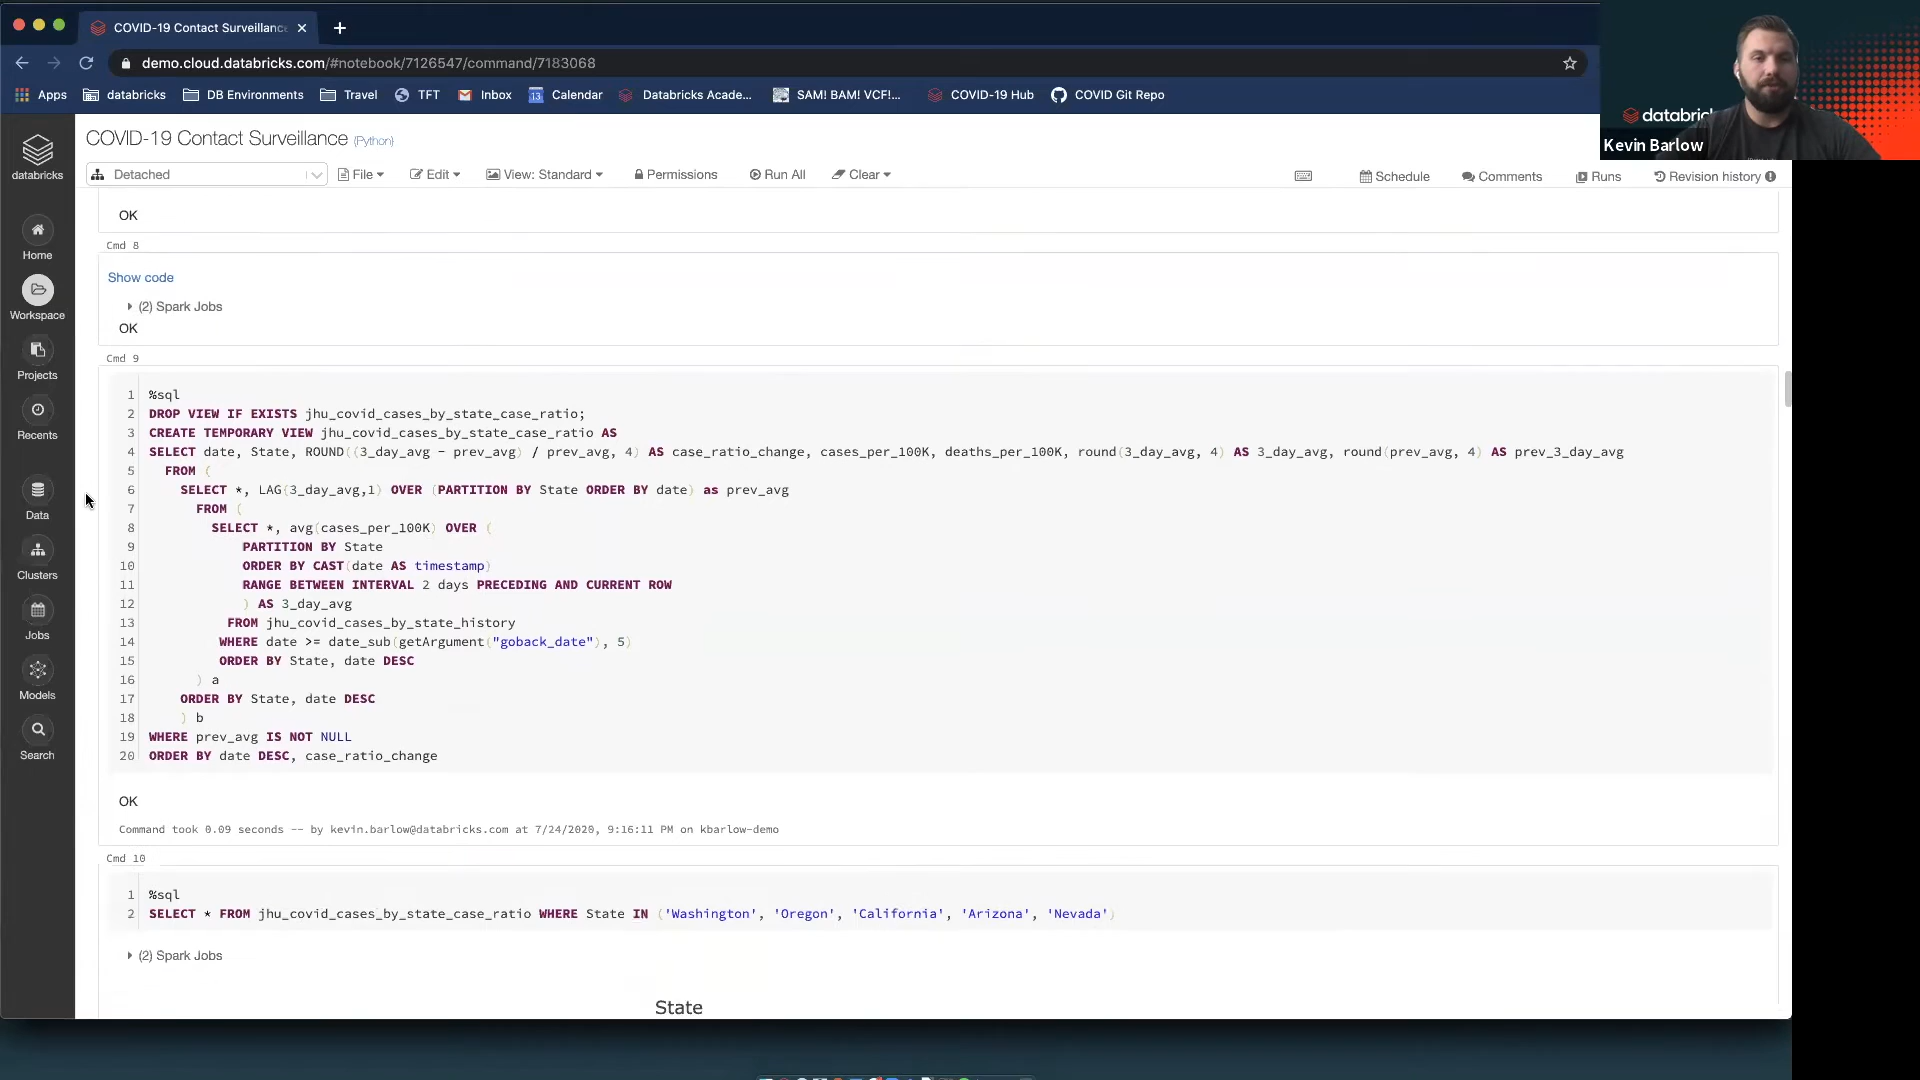 COVID-19 Contact Surveillance
demo.cloud.databricks.com/#notebook/7126547/command/7183068
Apps databricks DB Environments Travel TFT Inbox 13 Calendar Databricks Acade... SAM! BAM! VCF!... COVID-19 Hub COVID Git Repo
databricks
Kevin Barlow
COVID-19 Contact Surveillance (Python)
Detached File Edit View: Standard Permissions Run All Clear Schedule Comments Runs Revision history
Home
Workspace
Projects
Recents
Data
Clusters
Jobs
Models
Search
OK
Cmd 8
Show code
(2) Spark Jobs
OK
Cmd 9
1 %sql
2 DROP VIEW IF EXISTS jhu_covid_cases_by_state_case_ratio;
3 CREATE TEMPORARY VIEW jhu_covid_cases_by_state_case_ratio AS
4 SELECT date, State, ROUND((3_day_avg - prev_avg) / prev_avg, 4) AS case_ratio_change, cases_per_100K, deaths_per_100K, round(3_day_avg, 4) AS 3_day_avg, round(prev_avg, 4) AS prev_3_day_avg
5 FROM (
6 SELECT *, LAG(3_day_avg,1) OVER (PARTITION BY State ORDER BY date) as prev_avg
7 FROM (
8 SELECT *, avg(cases_per_100K) OVER (
9 PARTITION BY State
10 ORDER BY CAST(date AS timestamp)
11 RANGE BETWEEN INTERVAL 2 days PRECEDING AND CURRENT ROW
12 ) AS 3_day_avg
13 FROM jhu_covid_cases_by_state_history
14 WHERE date >= date_sub(getArgument("goback_date"), 5)
15 ORDER BY State, date DESC
16 ) a
17 ORDER BY State, date DESC
18 ) b
19 WHERE prev_avg IS NOT NULL
20 ORDER BY date DESC, case_ratio_change
OK
Command took 0.09 seconds -- by kevin.barlow@databricks.com at 7/24/2020, 9:16:11 PM on kbarlow-demo
Cmd 10
1 %sql
2 SELECT * FROM jhu_covid_cases_by_state_case_ratio WHERE State IN ('Washington', 'Oregon', 'California', 'Arizona', 'Nevada')
(2) Spark Jobs
State